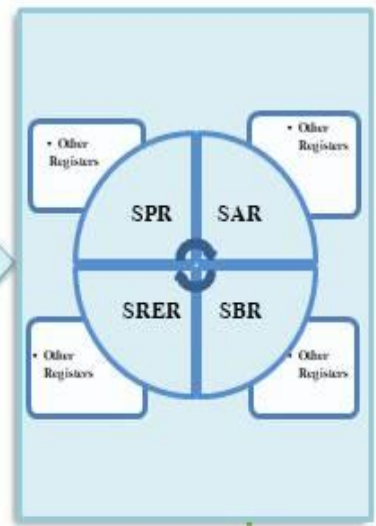 • Other
Registers
• Other
Registers
SPR
SAR
SRER
SBR
• Other
Registers
• Other
Registers